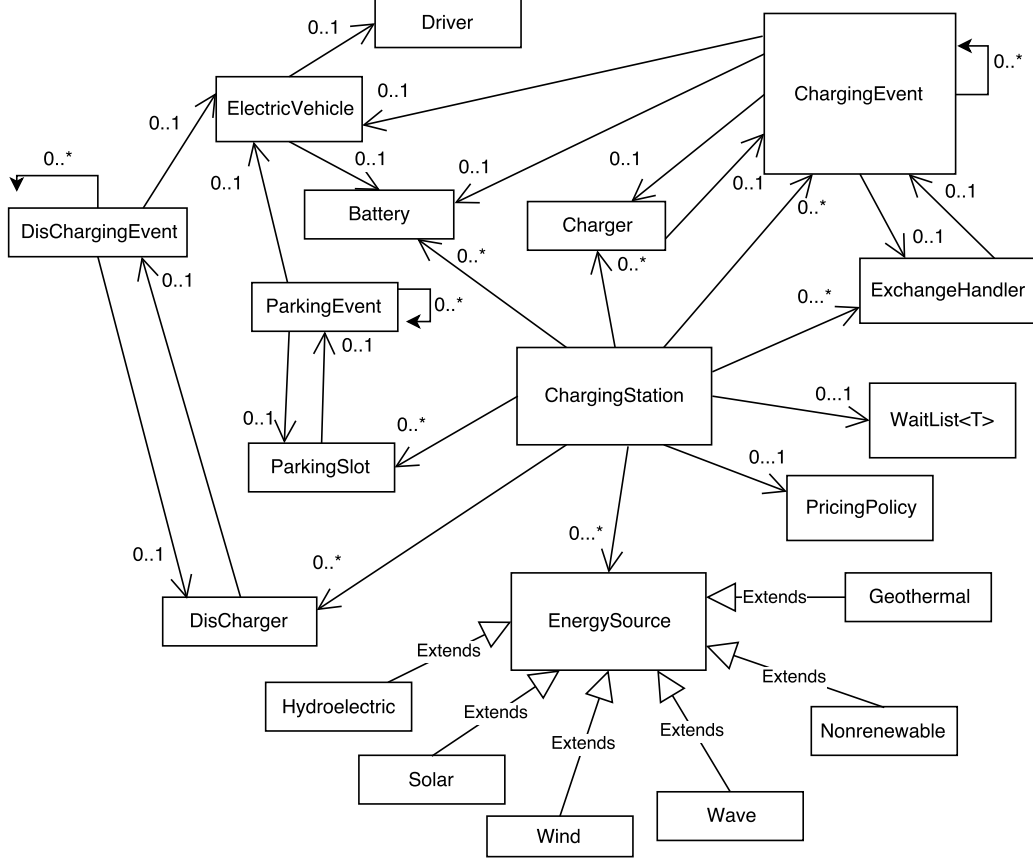 Driver
0..1
ElectricVehicle
0..1
ChargingEvent
0..*
0..1
0..*
0..1
0..1
0..1
0..1
0..1
0..1
DisChargingEvent
Battery
Charger
0..*
0..1
0..1
0..*
0..*
ExchangeHandler
ParkingEvent
0..*
0...*
0..1
ChargingStation
0...1
WaitList<T>
0..1
0..*
ParkingSlot
0...1
PricingPolicy
0...*
0..1
0..*
DisCharger
EnergySource
Extends
Geothermal
Extends
Extends
Hydroelectric
Extends
Extends
Nonrenewable
Extends
Solar
Wave
Wind